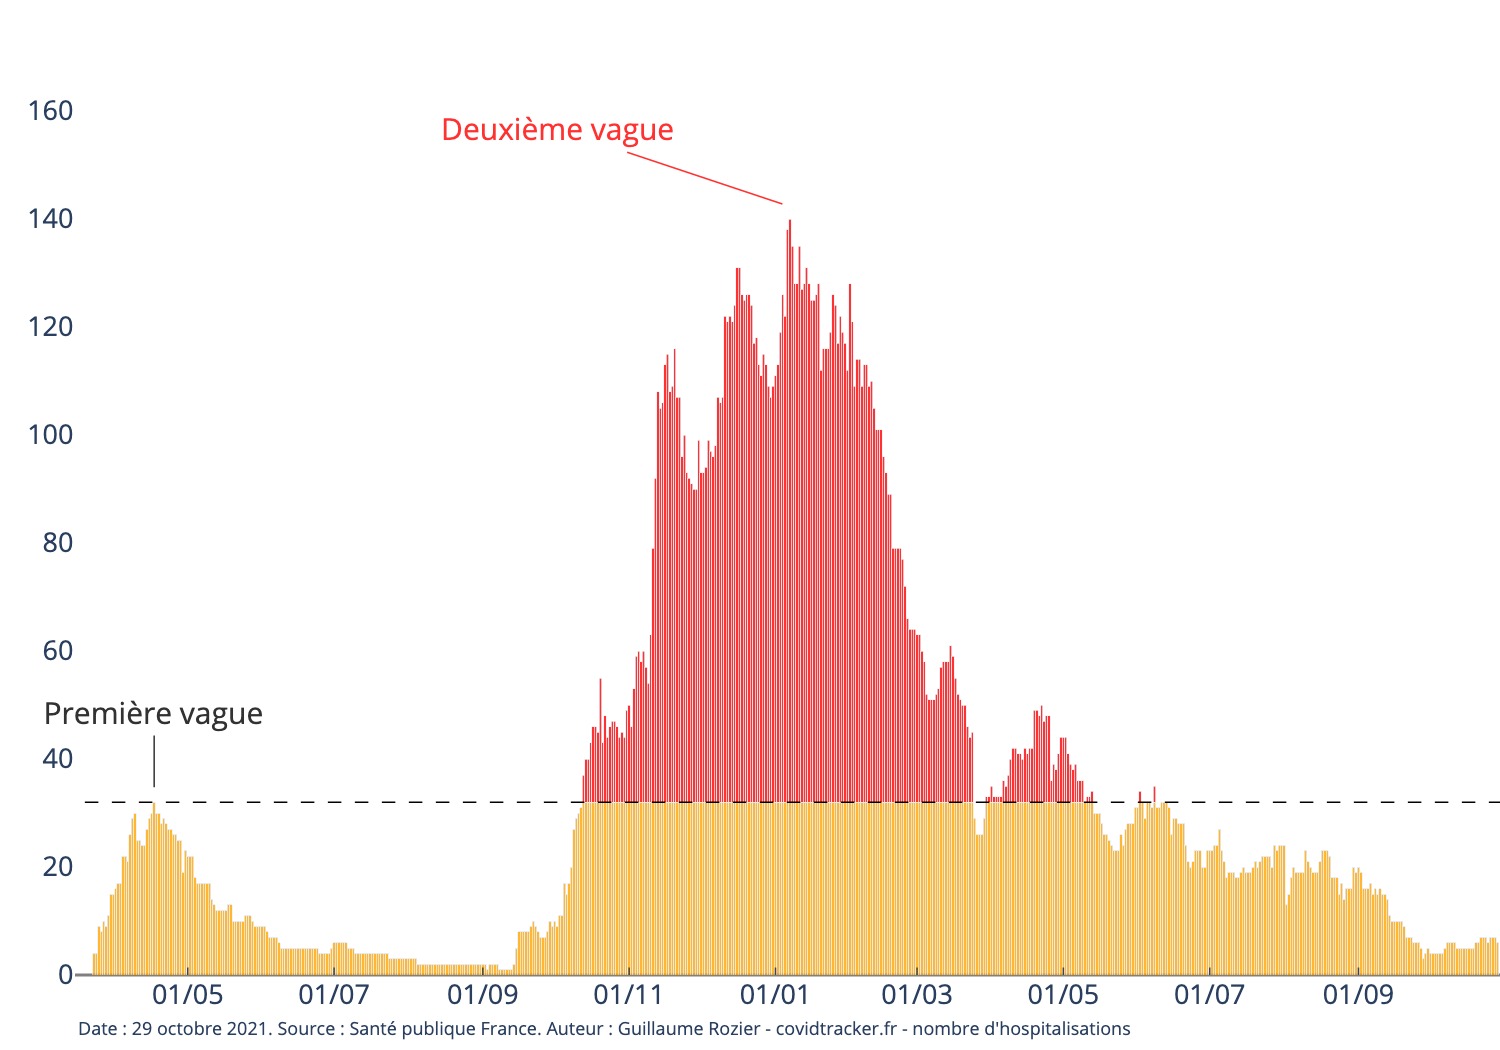 160
Deuxième vague
140
120
100
80
60
Première vague
40
20
0
01/05 01/07 01/09 01/11 01/01 01/03 01/05 01/07 01/09
Date : 29 octobre 2021. Source : Santé publique France. Auteur : Guillaume Rozier - covidtracker.fr - nombre d'hospitalisations